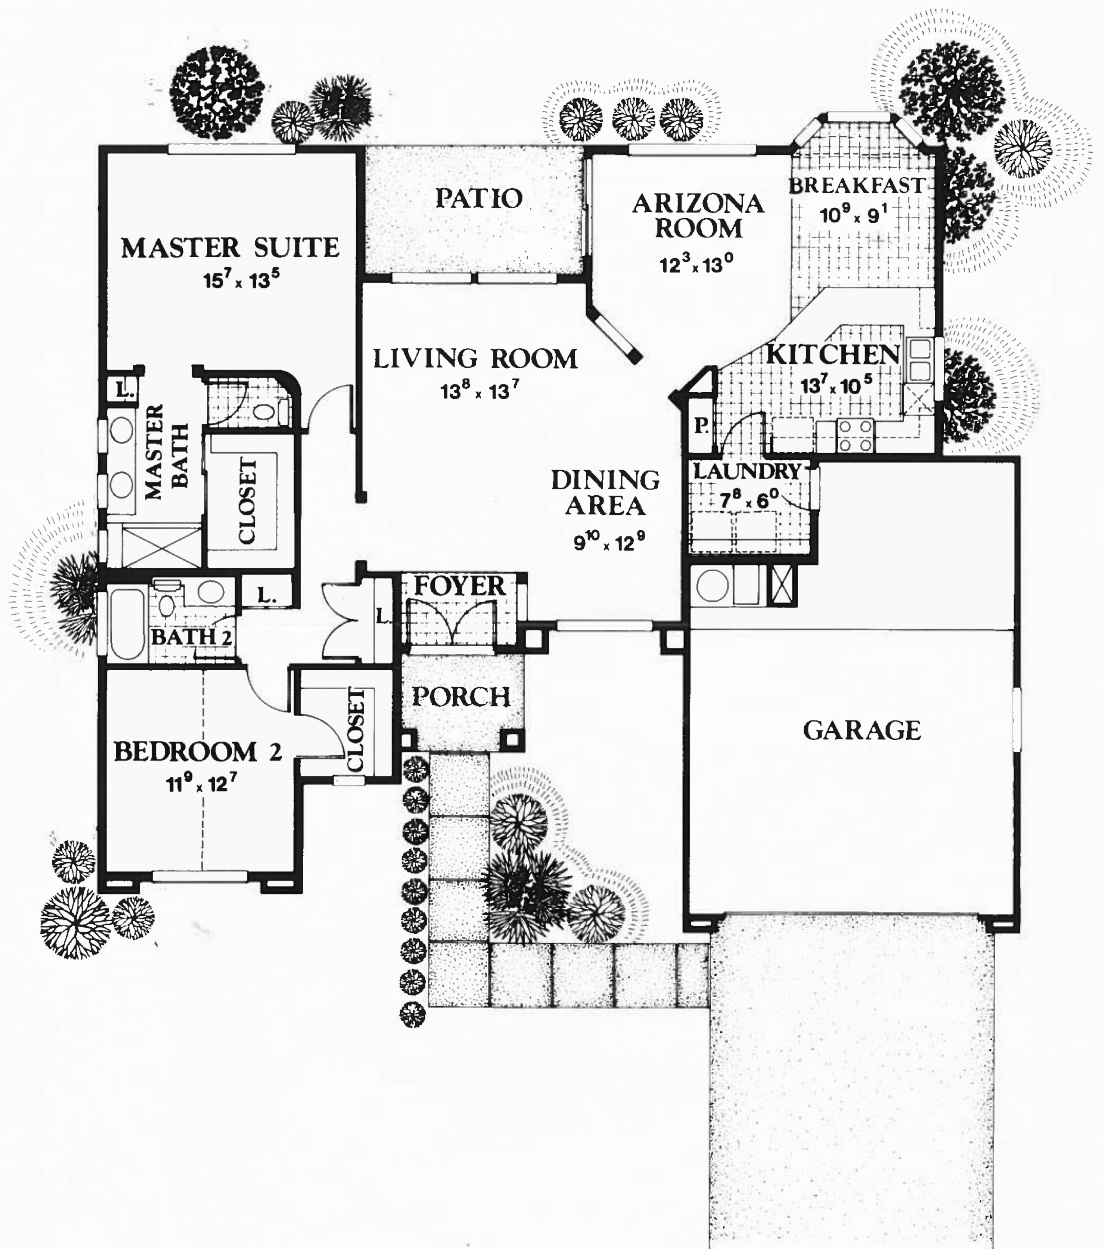 PATIO
BREAKFAST
10⁹ x 9¹
ARIZONA
ROOM
12³ x 13⁰
MASTER SUITE
15⁷ x 13⁵
LIVING ROOM
13⁸ x 13⁷
KITCHEN
13⁷ x 10⁵
L.
MASTER
BATH
CLOSET
P.
LAUNDRY
7⁸ x 6⁰
DINING
AREA
9¹⁰ x 12⁹
FOYER
L.
L.
BATH 2
PORCH
CLOSET
GARAGE
BEDROOM 2
11⁹ x 12⁷